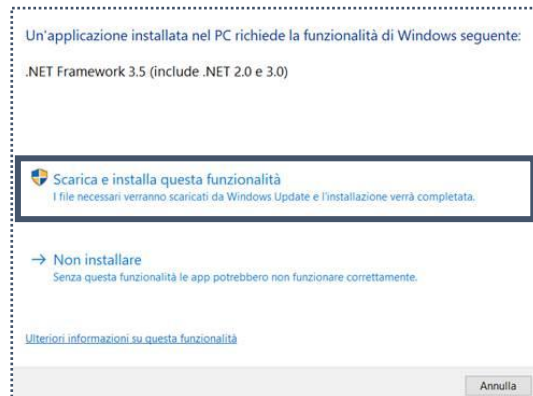 Un'applicazione installata nel PC richiede la funzionalità di Windows seguente:
.NET Framework 3.5 (include .NET 2.0 e 3.0)
Scarica e installa questa funzionalità
I file necessari verranno scaricati da Windows Update e l'installazione verrà completata.
Non installare
Senza questa funzionalità le app potrebbero non funzionare correttamente.
Ulteriori informazioni su questa funzionalità
Annulla